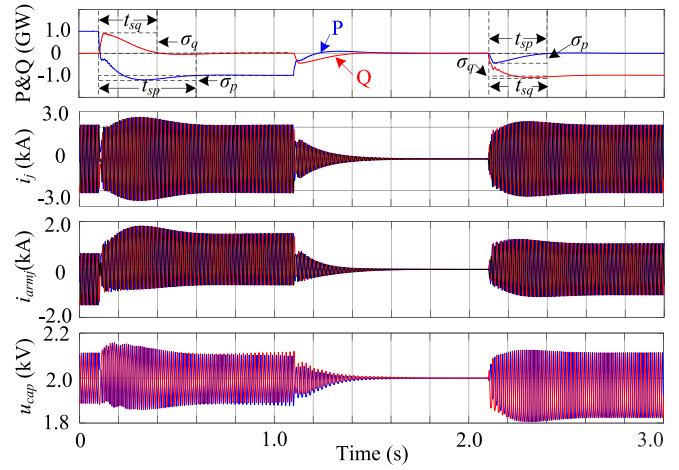 P&Q (GW)
1.0
0
-1.0
t_sq
σ_q
t_sp
σ_p
P
Q
t_sp
σ_p
σ_q
t_sq
i_j (kA)
3.0
0
-3.0
i_armj(kA)
2.0
0
-2.0
u_cap (kV)
2.2
2.0
1.8
0 1.0 2.0 3.0
Time (s)